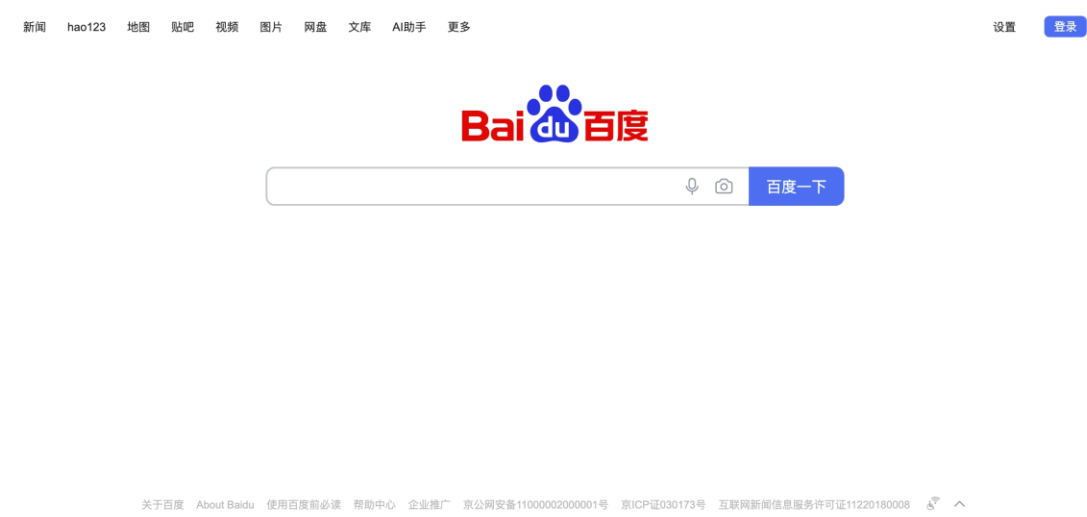 新闻 hao123 地图 贴吧 视频 图片 网盘 文库 AI助手 更多 设置 登录
Bai du 百度
百度一下
关于百度 About Baidu 使用百度前必读 帮助中心 企业推广 京公网安备11000002000001号 京ICP证030173号 互联网新闻信息服务许可证11220180008